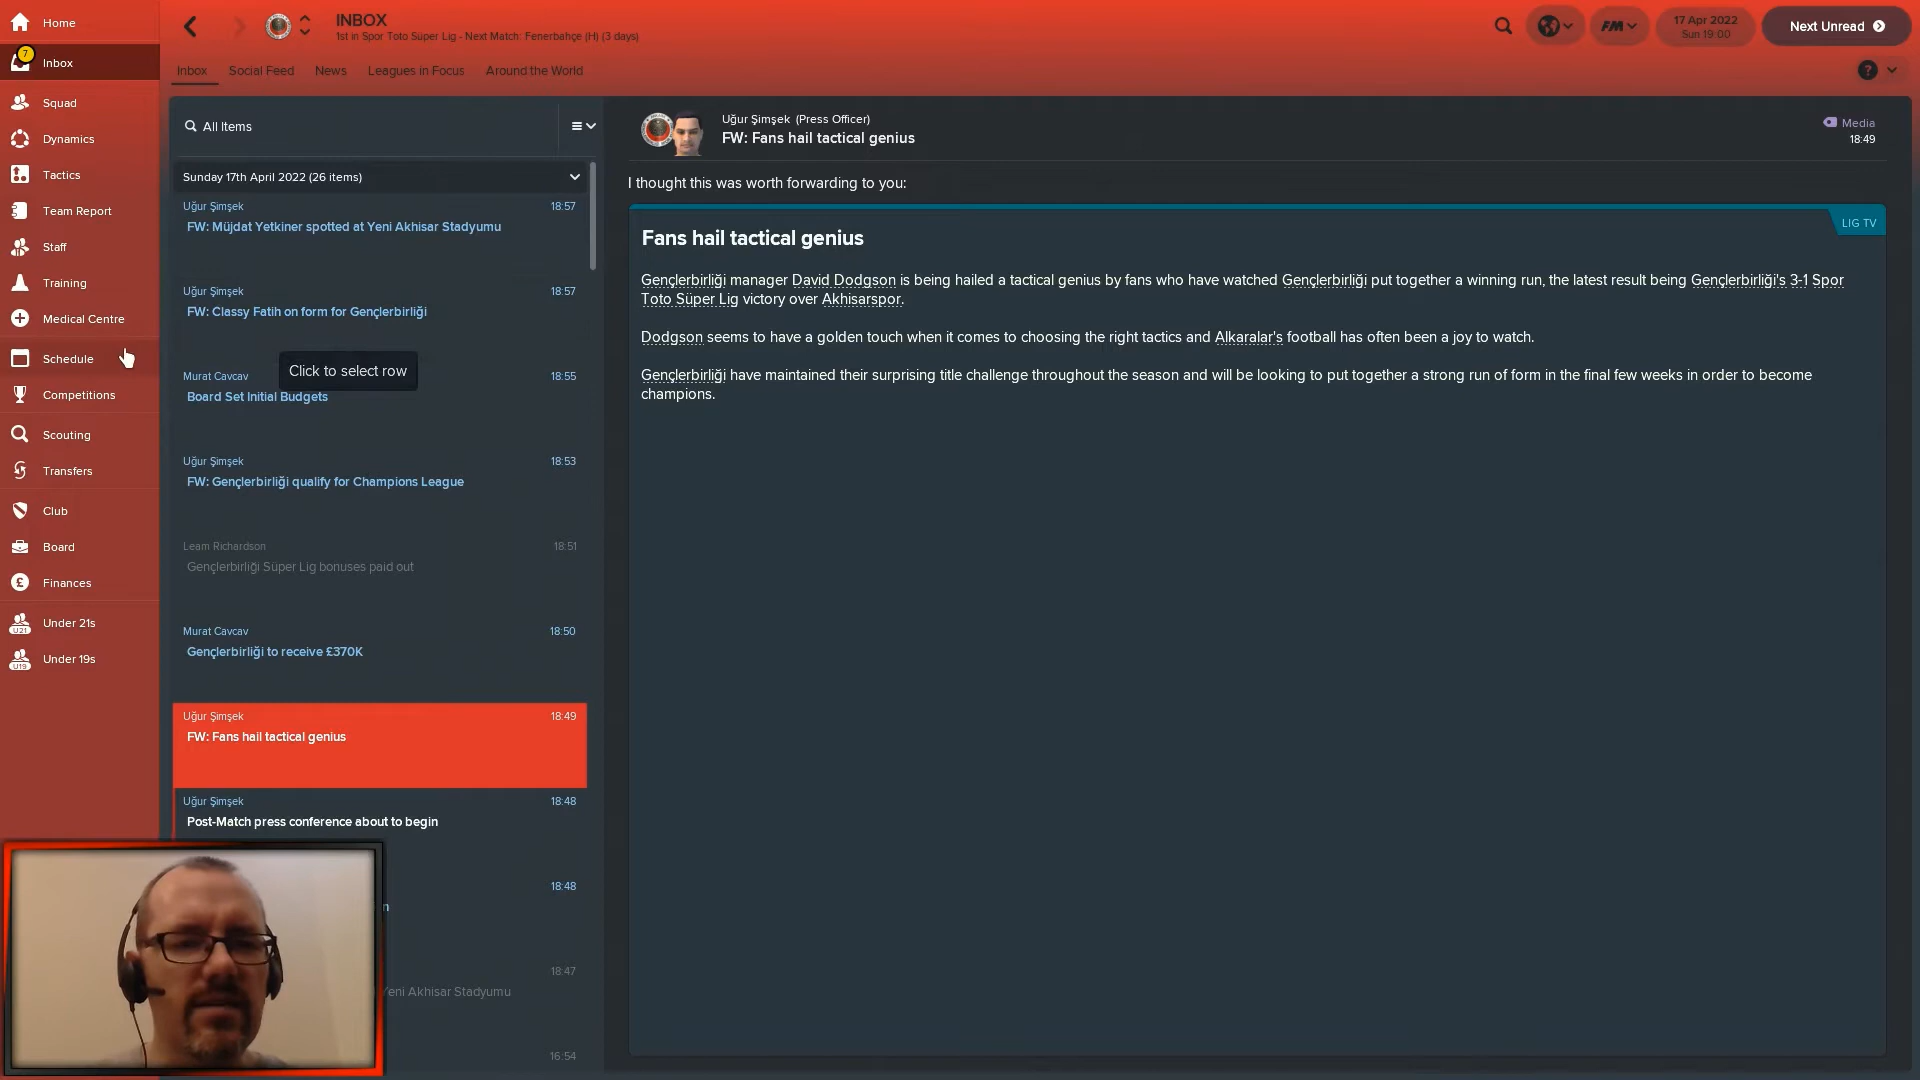 Home
7
Inbox
Squad
Dynamics
Tactics
Team Report
Staff
Training
Medical Centre
Schedule
Competitions
Scouting
Transfers
Club
Board
Finances
U21
Under 21s
U19
Under 19s
INBOX
1st in Spor Toto Süper Lig - Next Match: Fenerbahçe (H) (3 days)
FM
17 Apr 2022
Sun 19:00
Next Unread
Inbox
Social Feed
News
Leagues in Focus
Around the World
?
All Items
Sunday 17th April 2022 (26 items)
Uğur Şimşek 18:57
FW: Müjdat Yetkiner spotted at Yeni Akhisar Stadyumu
Uğur Şimşek 18:57
FW: Classy Fatih on form for Gençlerbirliği
Click to select row
Murat Cavcav 18:55
Board Set Initial Budgets
Uğur Şimşek 18:53
FW: Gençlerbirliği qualify for Champions League
Leam Richardson 18:51
Gençlerbirliği Süper Lig bonuses paid out
Murat Cavcav 18:50
Gençlerbirliği to receive £370K
Uğur Şimşek 18:49
FW: Fans hail tactical genius
Uğur Şimşek 18:48
Post-Match press conference about to begin
18:48
n
18:47
Yeni Akhisar Stadyumu
16:54
Uğur Şimşek (Press Officer)
FW: Fans hail tactical genius
Media
18:49
I thought this was worth forwarding to you:
LIG TV
Fans hail tactical genius
Gençlerbirliği manager David Dodgson is being hailed a tactical genius by fans who have watched Gençlerbirliği put together a winning run, the latest result being Gençlerbirliği's 3-1 Spor
Toto Süper Lig victory over Akhisarspor.
Dodgson seems to have a golden touch when it comes to choosing the right tactics and Alkaralar's football has often been a joy to watch.
Gençlerbirliği have maintained their surprising title challenge throughout the season and will be looking to put together a strong run of form in the final few weeks in order to become
champions.